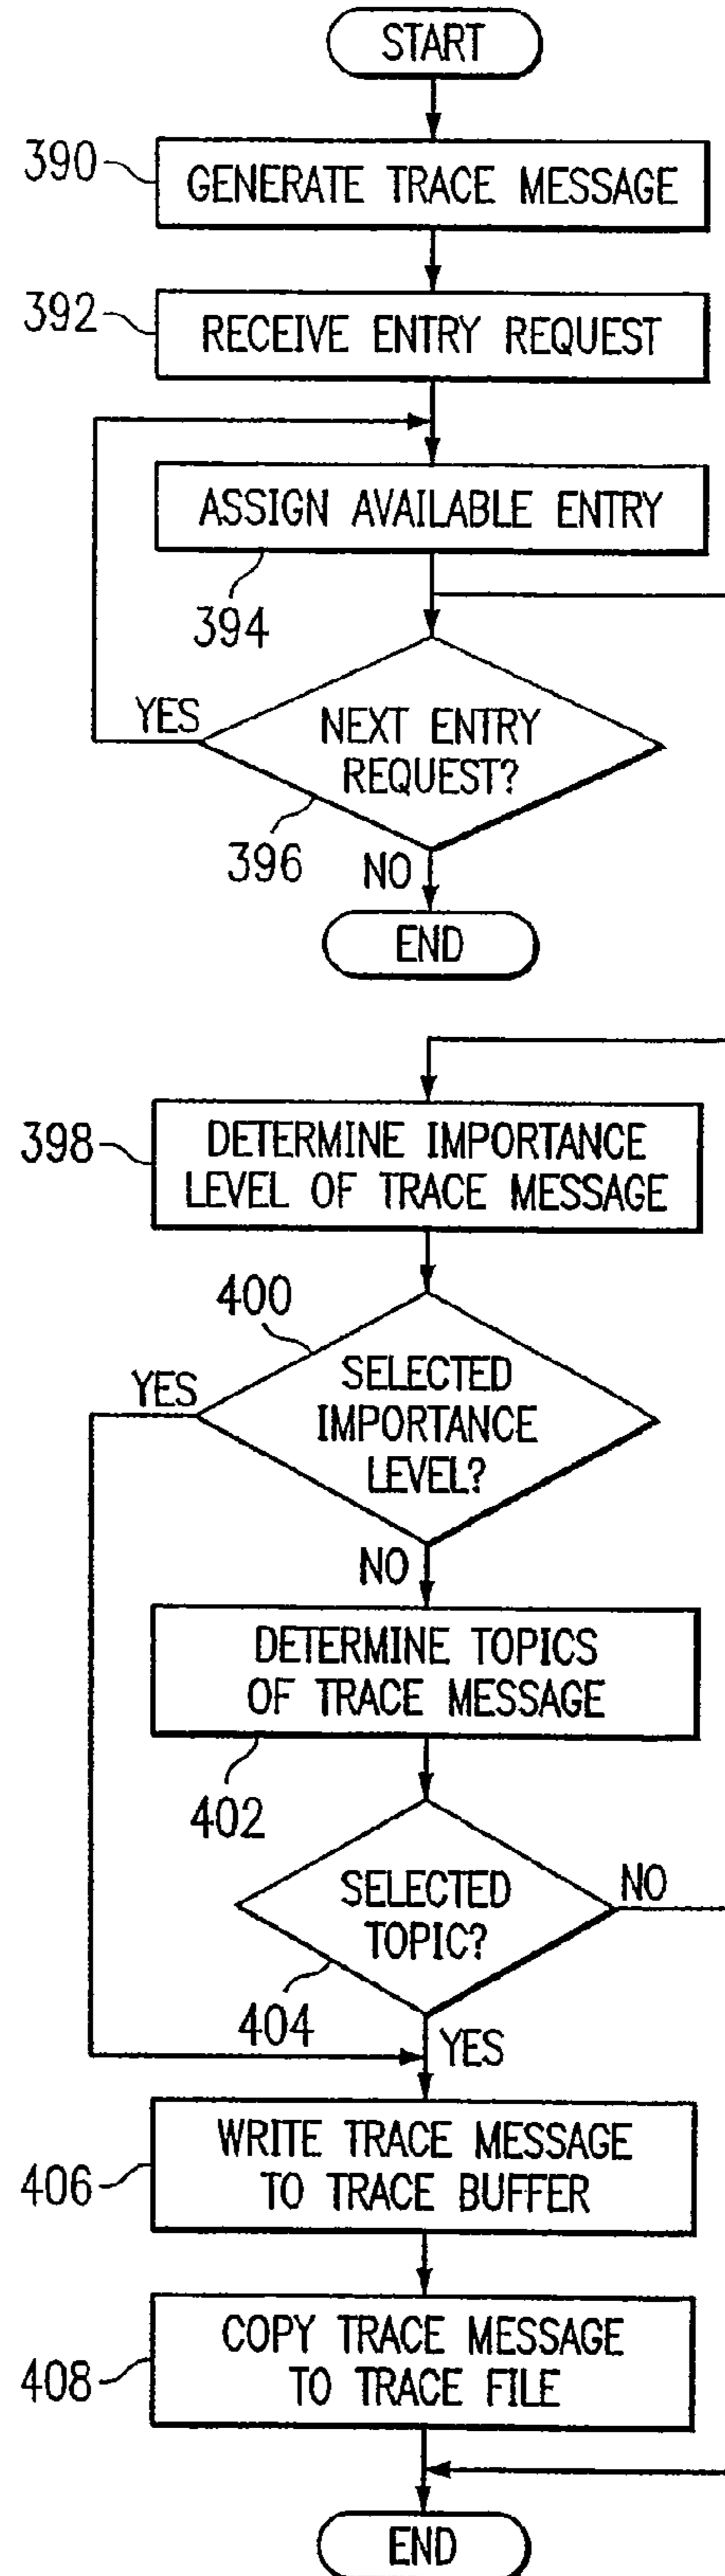 START
390
GENERATE TRACE MESSAGE
392
RECEIVE ENTRY REQUEST
ASSIGN AVAILABLE ENTRY
394
YES
NEXT ENTRY
REQUEST?
396
NO
END
398
DETERMINE IMPORTANCE
LEVEL OF TRACE MESSAGE
400
YES
SELECTED
IMPORTANCE
LEVEL?
NO
DETERMINE TOPICS
OF TRACE MESSAGE
402
SELECTED
TOPIC?
NO
404
YES
406
WRITE TRACE MESSAGE
TO TRACE BUFFER
408
COPY TRACE MESSAGE
TO TRACE FILE
END